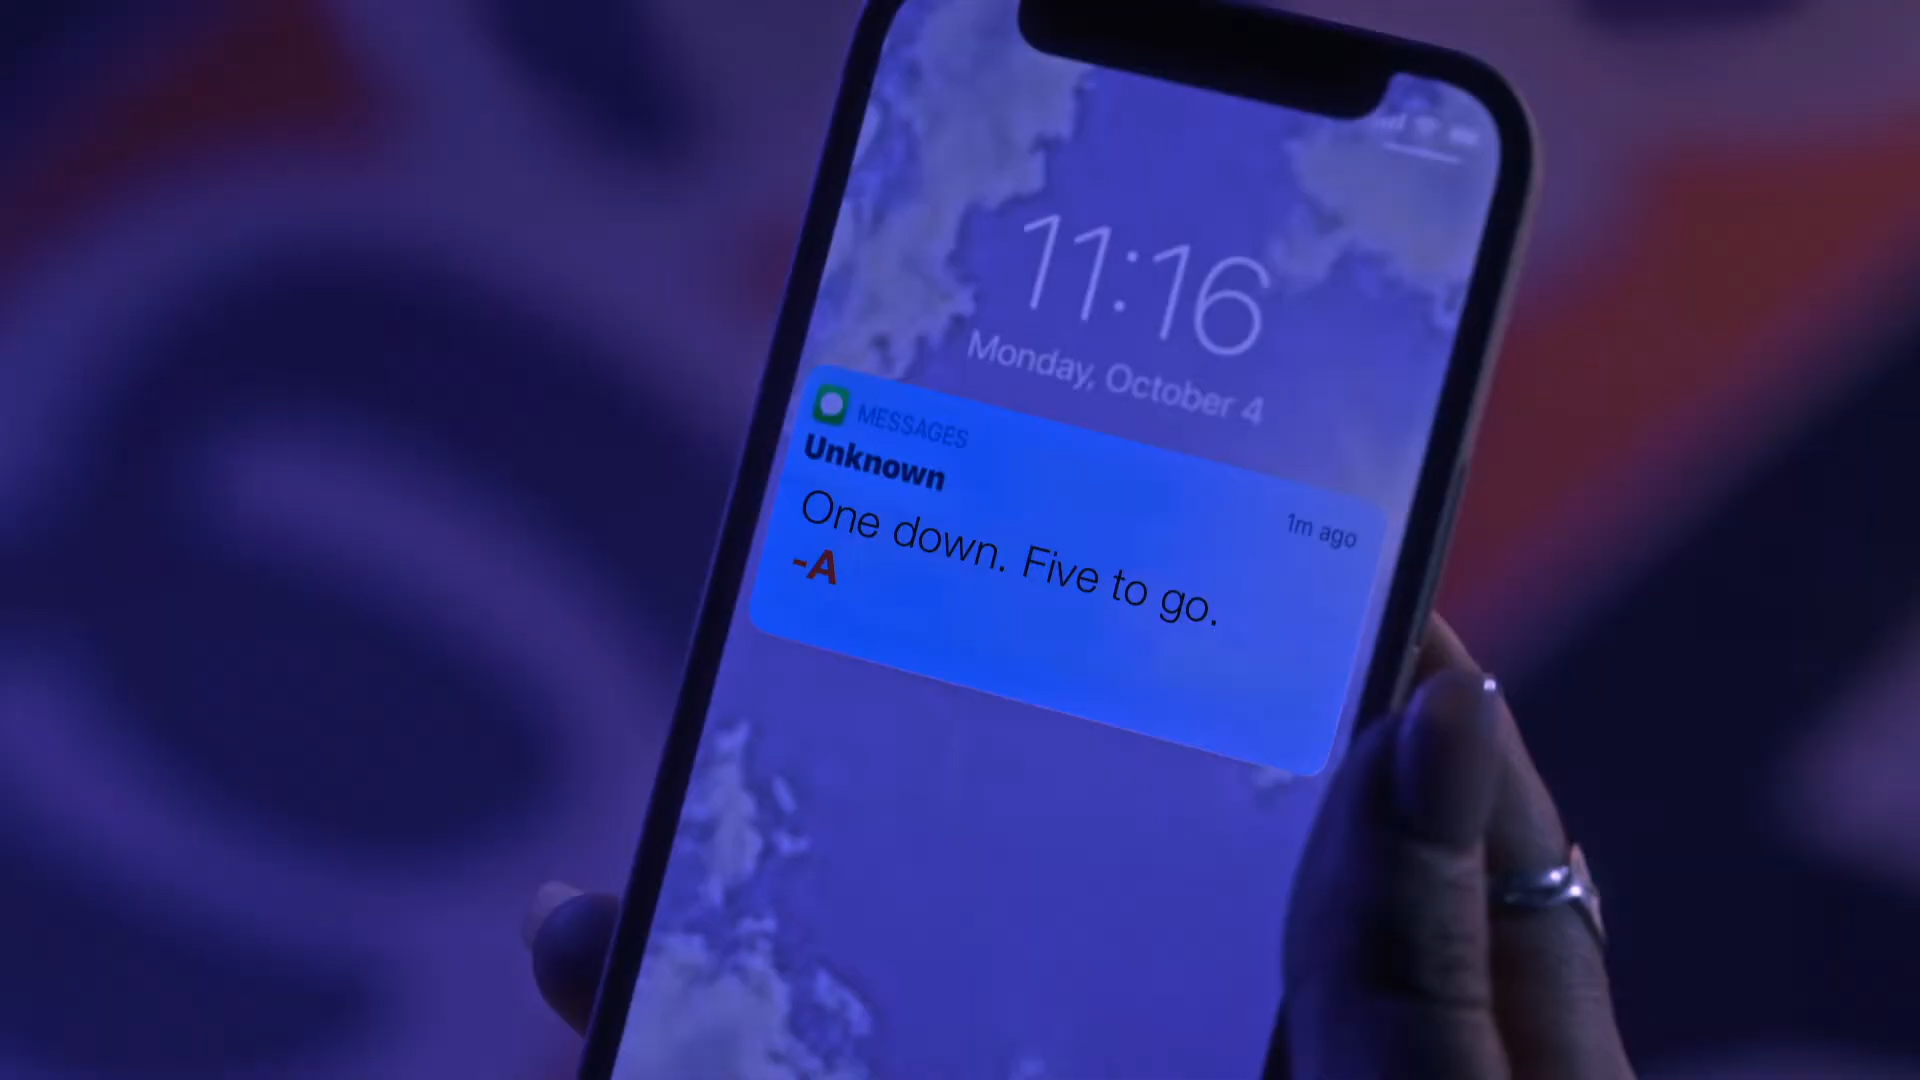 11:16
Monday, October 4
MESSAGES
Unknown
1m ago
One down. Five to go.
-A